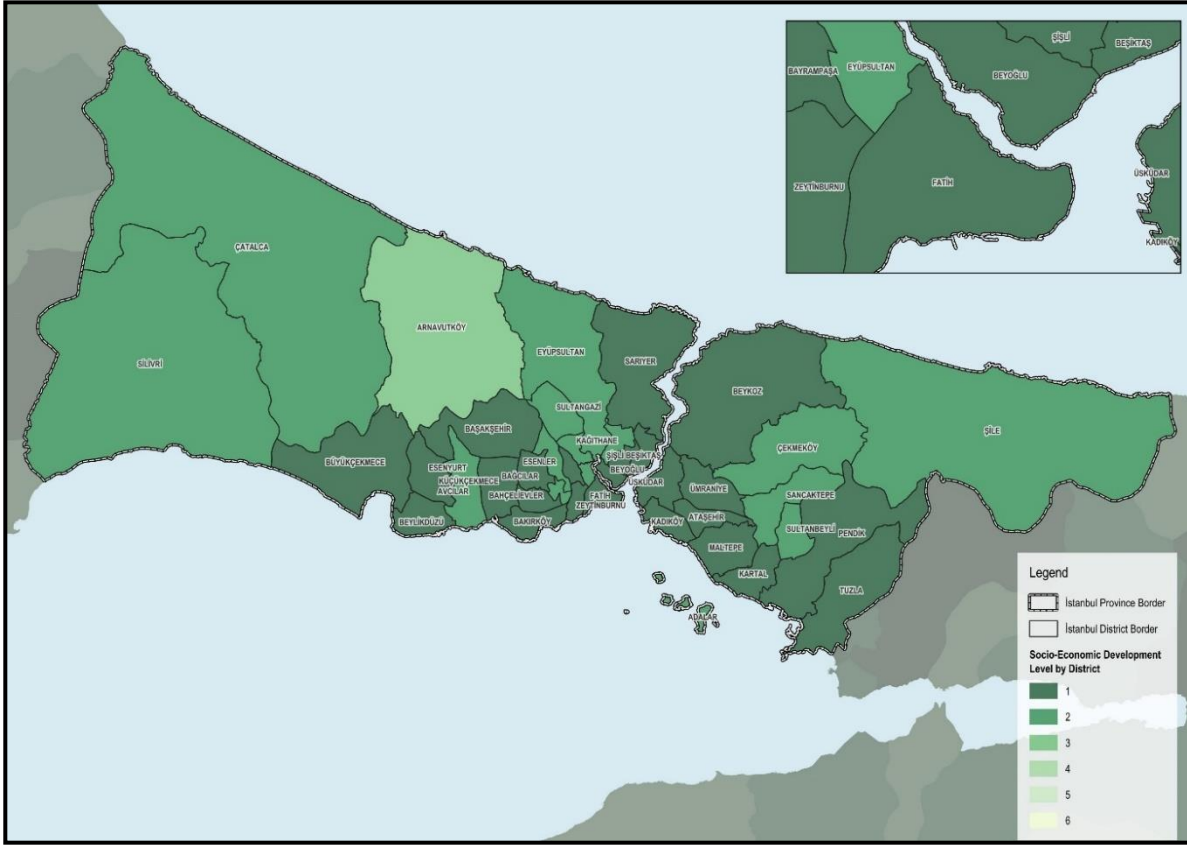 ŞİŞLİ
BEŞİKTAŞ
EYÜPSULTAN
BAYRAMPAŞA
BEYOĞLU
ÜSKÜDAR
ZEYTİNBURNU
FATİH
KADIKÖY
ÇATALCA
ARNAVUTKÖY
SİLİVRİ
EYÜPSULTAN
SARIYER
BEYKOZ
SULTANGAZİ
BAŞAKŞEHİR
KAĞITHANE
ÇEKMEKÖY
ŞİLE
BÜYÜKÇEKMECE
ESENYURT
ESENLER
ŞİŞLİ BEŞİKTAŞ
KÜÇÜKÇEKMECE
BAĞCILAR
BEYOĞLU
AVCILAR
ÜSKÜDAR
ÜMRANİYE
SANCAKTEPE
BAHÇELİEVLER
FATİH
ZEYTİNBURNU
BEYLİKDÜZÜ
BAKIRKÖY
KADIKÖY
ATAŞEHİR
SULTANBEYLİ
PENDİK
MALTEPE
KARTAL
TUZLA
ADALAR
Legend
İstanbul Province Border
İstanbul District Border
Socio-Economic Development
Level by District
1
2
3
4
5
6